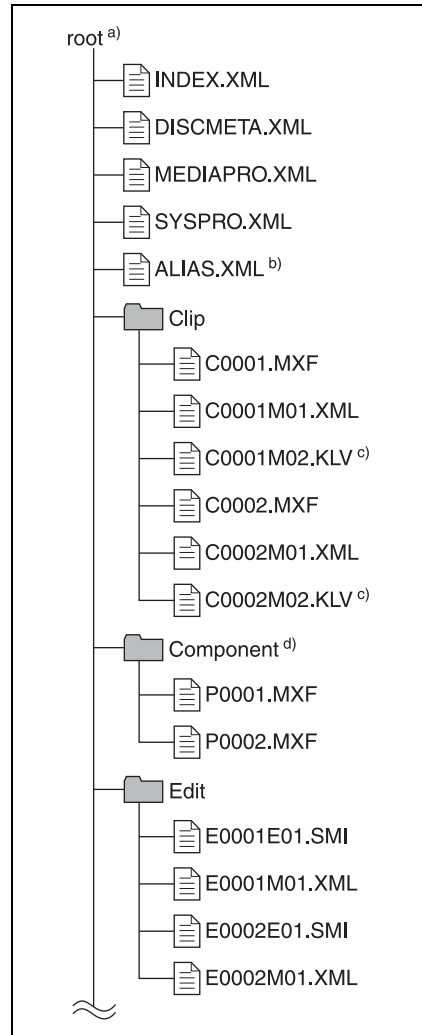 root a)
INDEX.XML
DISCMETA.XML
MEDIAPRO.XML
SYSPRO.XML
ALIAS.XML b)
Clip
C0001.MXF
C0001M01.XML
C0001M02.KLV c)
C0002.MXF
C0002M01.XML
C0002M02.KLV c)
Component d)
P0001.MXF
P0002.MXF
Edit
E0001E01.SMI
E0001M01.XML
E0002E01.SMI
E0002M01.XML